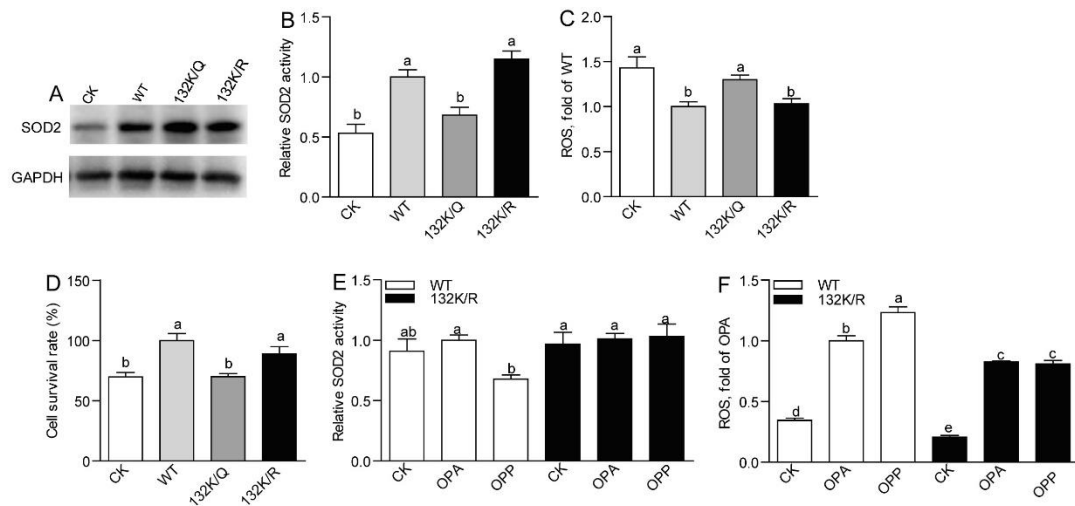 A
CK
WT
132K/Q
132K/R
SOD2
GAPDH
B
Relative SOD2 activity
1.5
1.0
0.5
0.0
b
a
b
a
CK
WT
132K/Q
132K/R
C
ROS, fold of WT
2.0
1.5
1.0
0.5
0.0
a
b
a
b
CK
WT
132K/Q
132K/R
D
Cell survival rate (%)
150
100
50
0
b
a
b
a
CK
WT
132K/Q
132K/R
E
WT
132K/R
Relative SOD2 activity
1.5
1.0
0.5
0.0
ab
a
b
a
a
a
CK
OPA
OPP
CK
OPA
OPP
F
WT
132K/R
ROS, fold of OPA
1.5
1.0
0.5
0.0
d
b
a
e
c
c
CK
OPA
OPP
CK
OPA
OPP